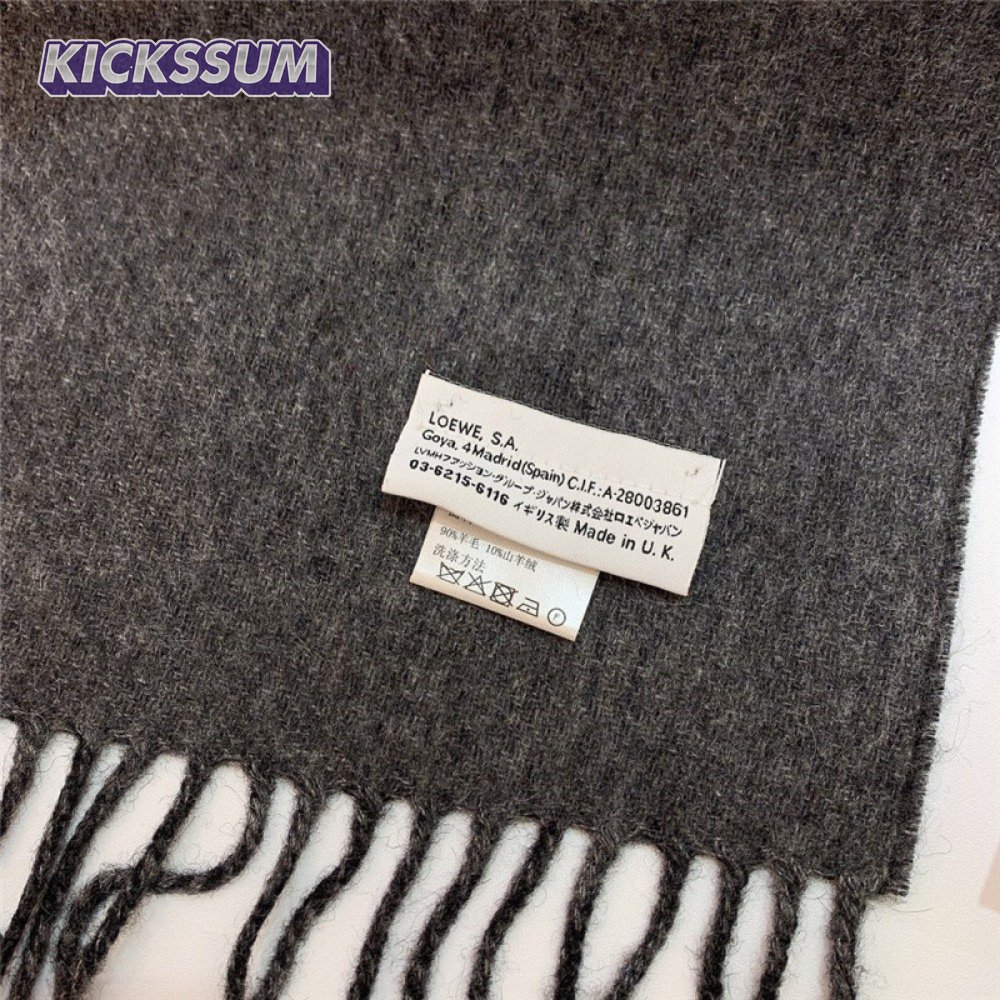 KICKSSUM
LOEWE, S.A.
Goya, 4 Madrid (Spain) C.I.F.: A-28003861
LVMHファッション・グループ・ジャパン株式会社ロエベジャパン
03-6215-6116 イギリス製 Made in U.K.
90%羊毛 10%山羊绒
洗涤方法
P